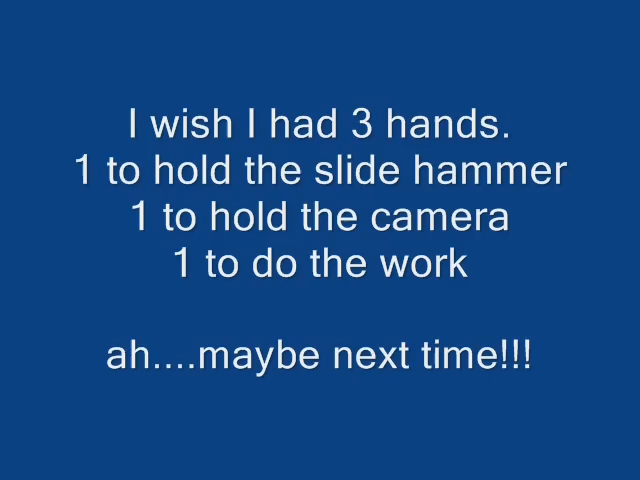 I wish I had 3 hands.
1 to hold the slide hammer
1 to hold the camera
1 to do the work
ah....maybe next time!!!